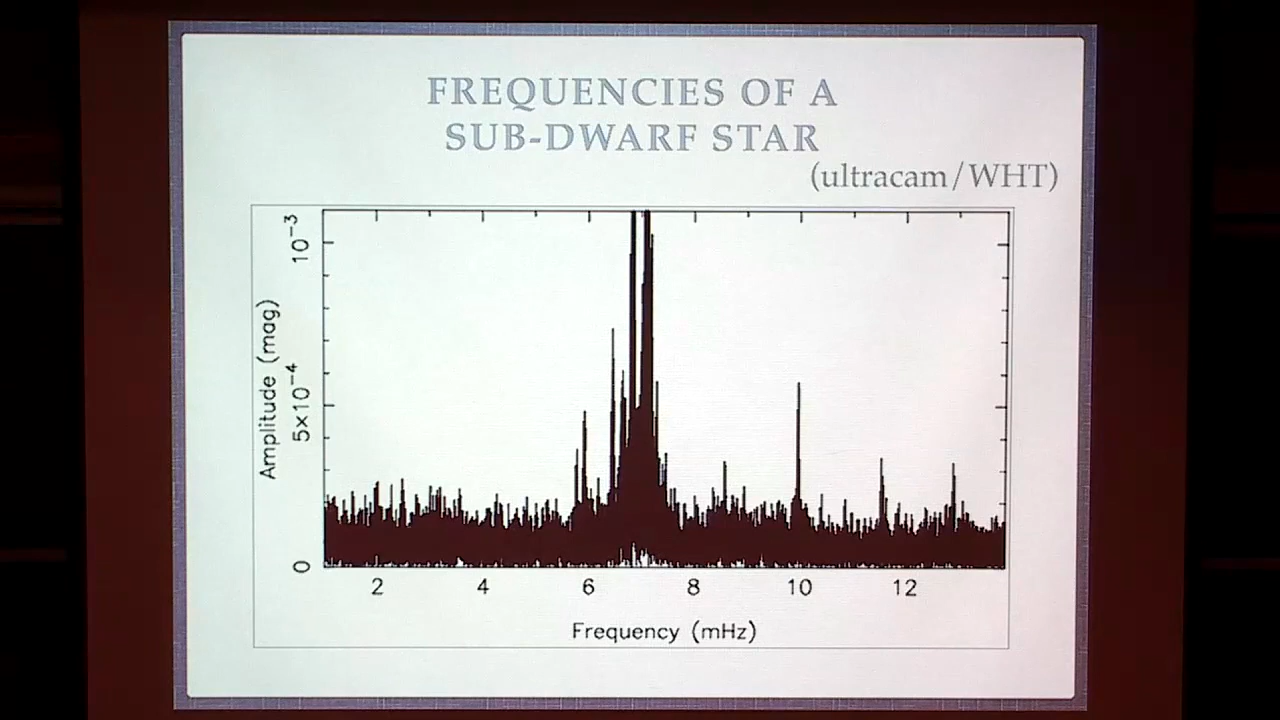 FREQUENCIES OF A
SUB-DWARF STAR
(ultracam/WHT)
Amplitude (mag)
10⁻³
5×10⁻⁴
0
2 4 6 8 10 12
Frequency (mHz)